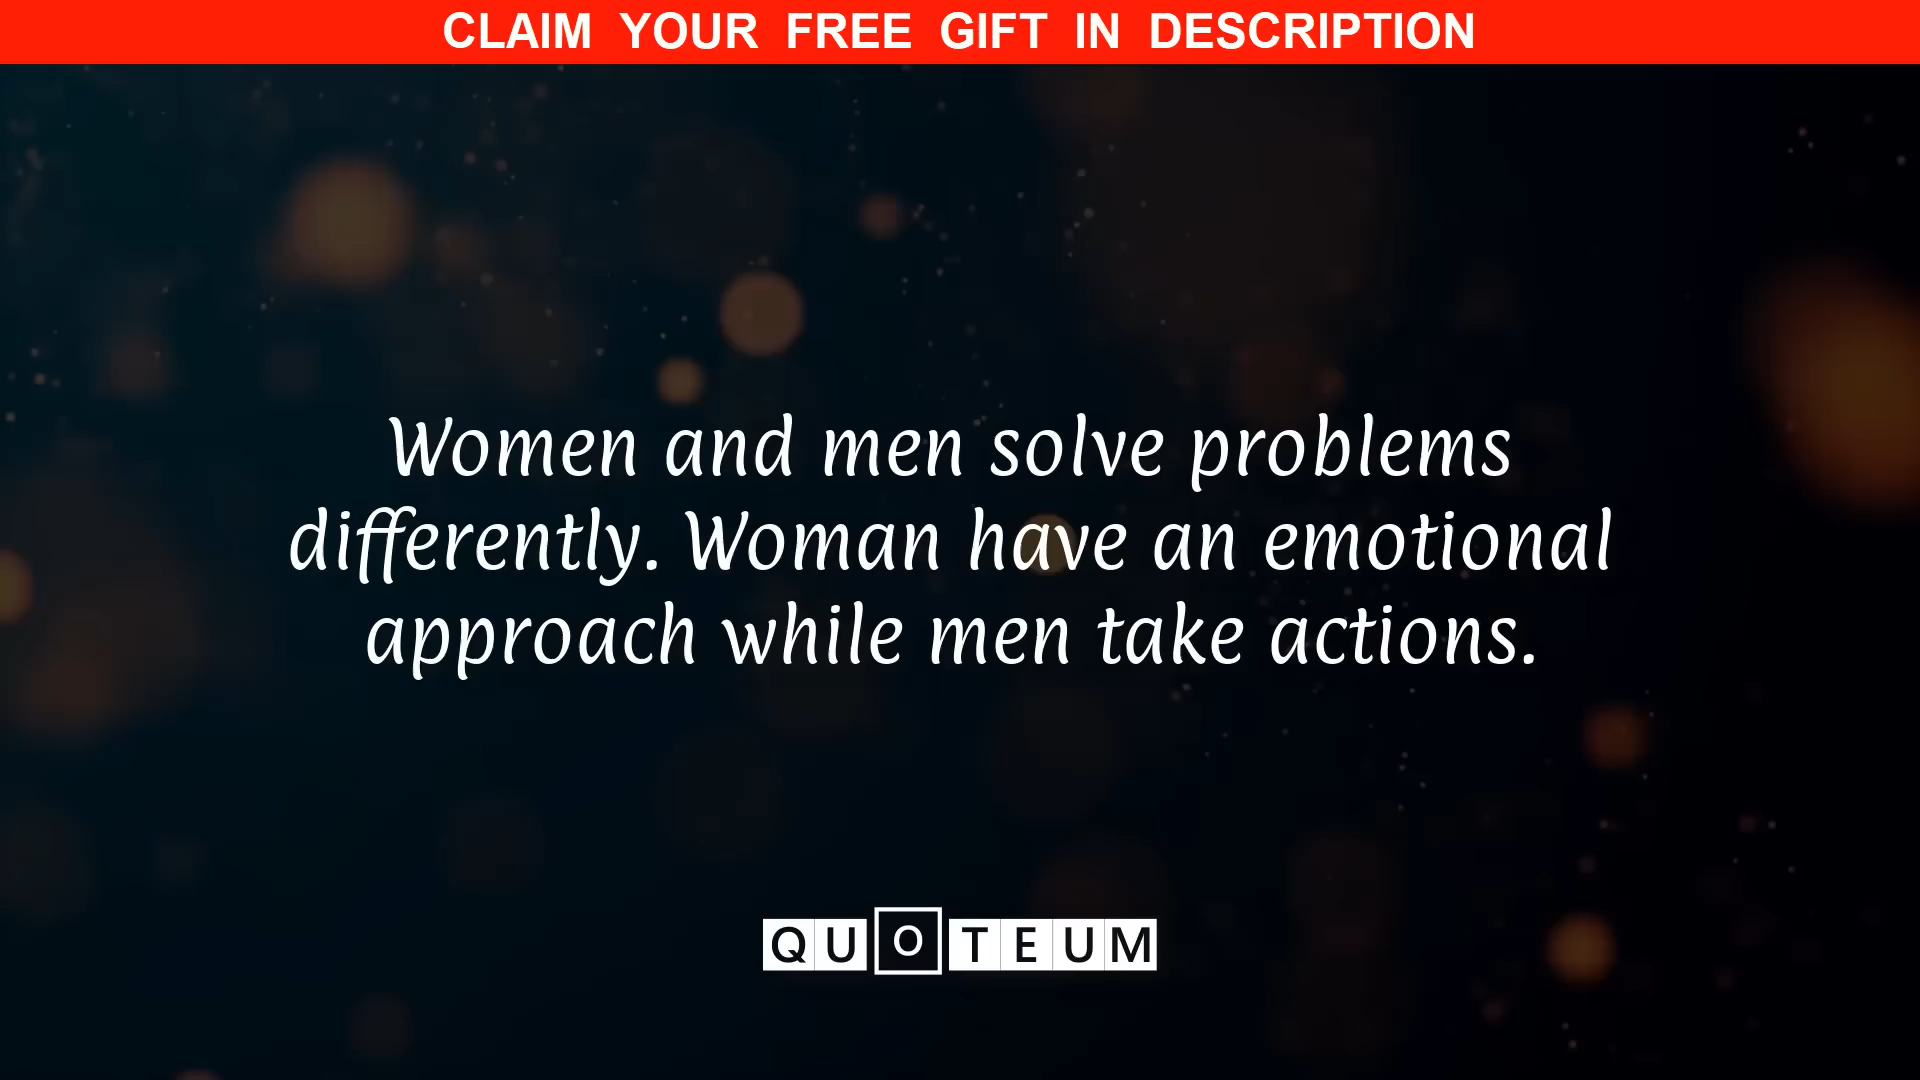 CLAIM YOUR FREE GIFT IN DESCRIPTION
Women and men solve problems
differently. Woman have an emotional
approach while men take actions.
QUOTEUM